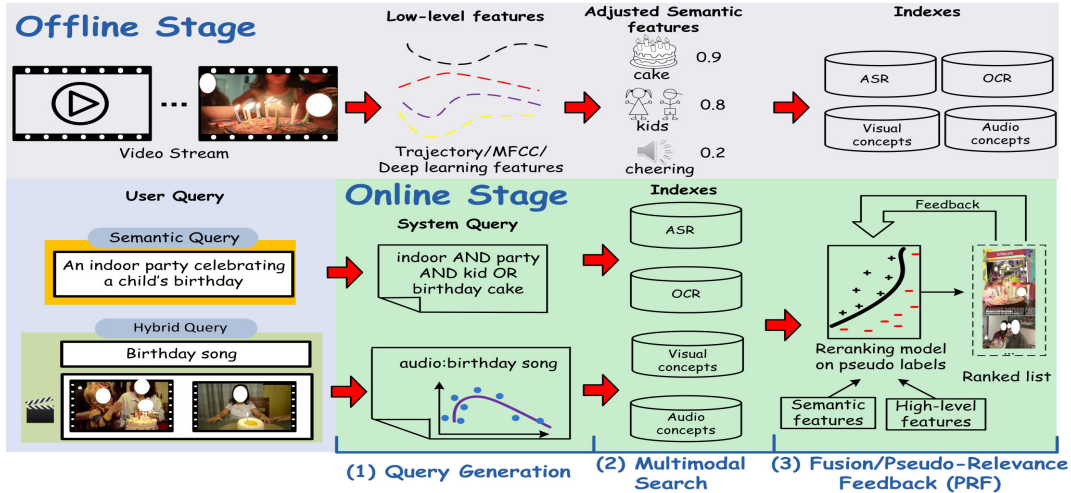 Offline Stage
Low-level features
Adjusted Semantic
features
Indexes
cake
0.9
kids
0.8
cheering
0.2
ASR
OCR
Visual
concepts
Audio
concepts
Video Stream
Trajectory/MFCC/
Deep learning features
User Query
Online Stage
Semantic Query
An indoor party celebrating
a child's birthday
Hybrid Query
Birthday song
System Query
indoor AND party
AND kid OR
birthday cake
audio:birthday song
Indexes
ASR
OCR
Visual
concepts
Audio
concepts
Feedback
Reranking model
on pseudo labels
Ranked list
...
Semantic
features
High-level
features
(1) Query Generation
(2) Multimodal
Search
(3) Fusion/Pseudo-Relevance
Feedback (PRF)